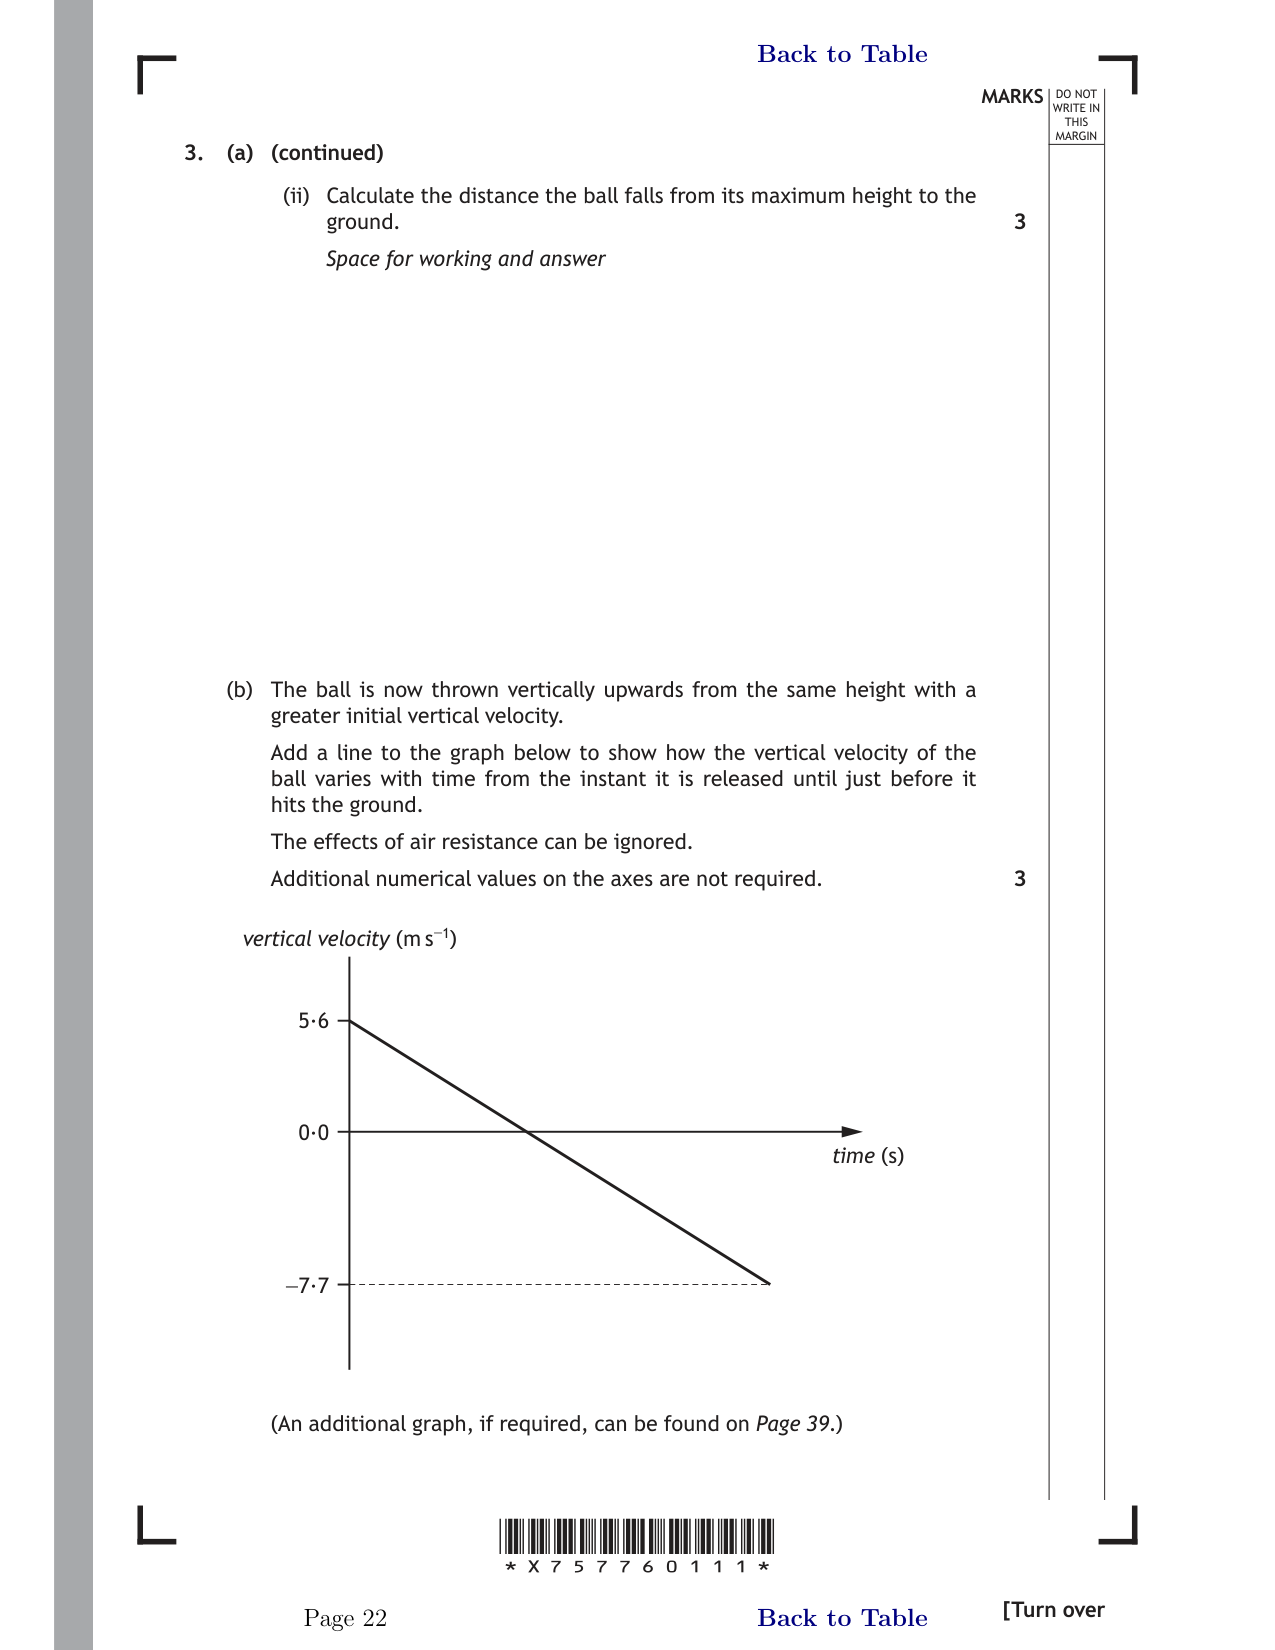 Back to Table
MARKS
DO NOT
WRITE IN
THIS
MARGIN
3. (a) (continued)
(ii) Calculate the distance the ball falls from its maximum height to the
ground. 3
Space for working and answer
(b) The ball is now thrown vertically upwards from the same height with a
greater initial vertical velocity.
Add a line to the graph below to show how the vertical velocity of the
ball varies with time from the instant it is released until just before it
hits the ground.
The effects of air resistance can be ignored.
Additional numerical values on the axes are not required. 3
vertical velocity (m s⁻¹)
5·6
0·0
time (s)
−7·7
(An additional graph, if required, can be found on Page 39.)
* X 7 5 7 7 6 0 1 1 1 *
[Turn over
Page 22
Back to Table